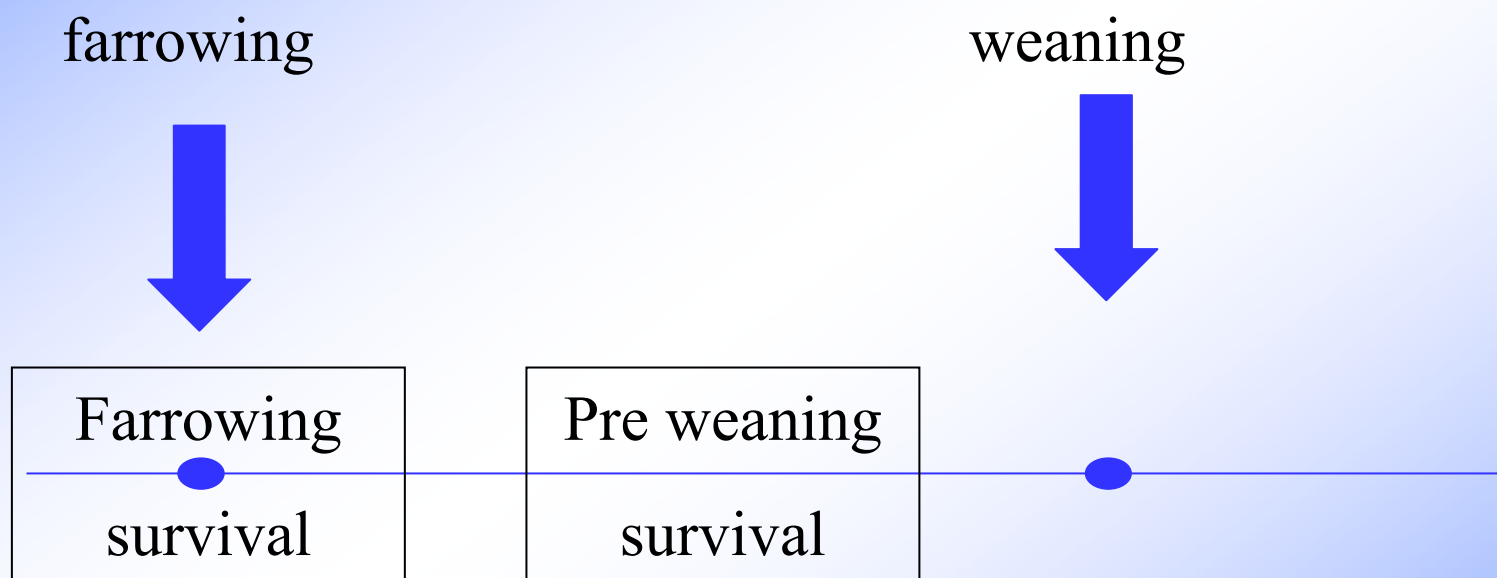 farrowing
weaning
Farrowing
survival
Pre weaning
survival